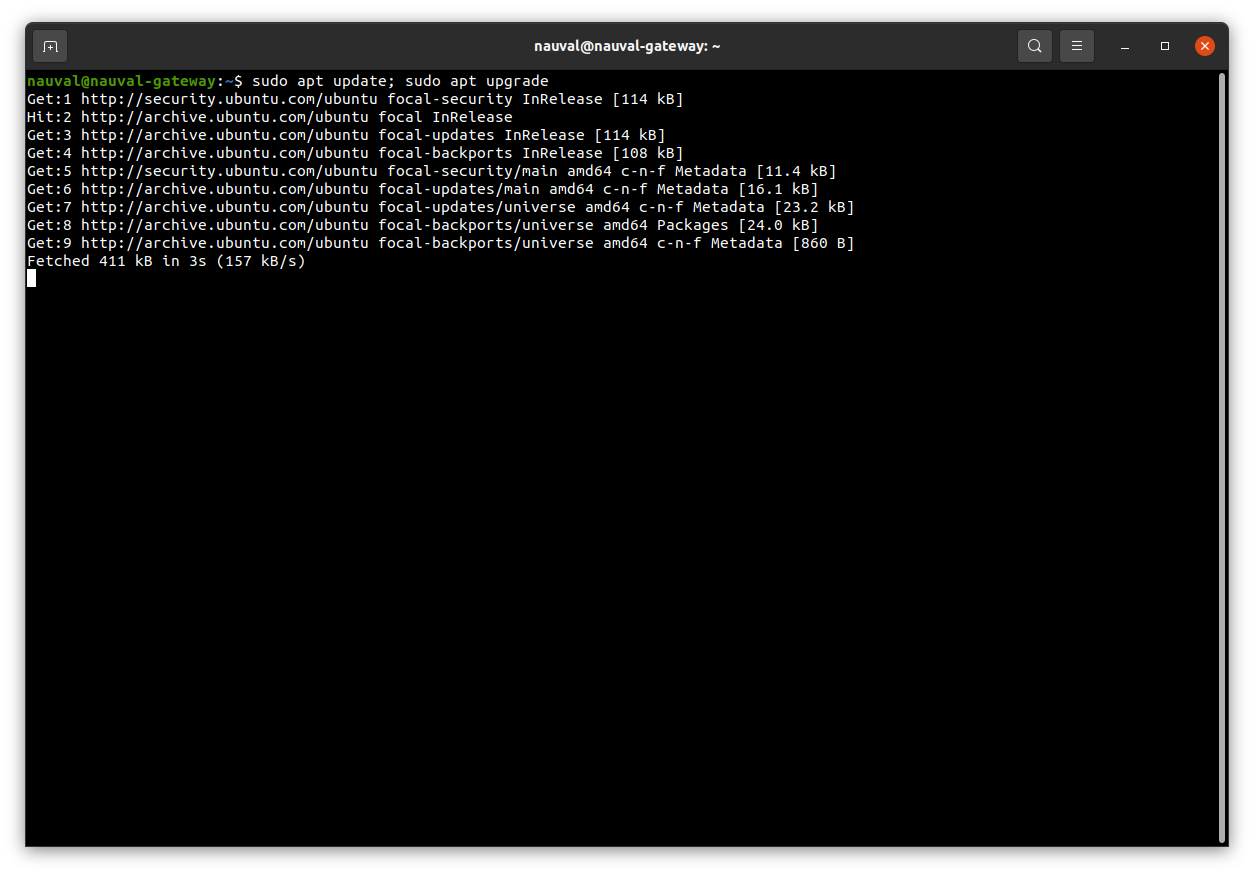 nauval@nauval-gateway: ~
nauval@nauval-gateway:~$ sudo apt update; sudo apt upgrade
Get:1 http://security.ubuntu.com/ubuntu focal-security InRelease [114 kB]
Hit:2 http://archive.ubuntu.com/ubuntu focal InRelease
Get:3 http://archive.ubuntu.com/ubuntu focal-updates InRelease [114 kB]
Get:4 http://archive.ubuntu.com/ubuntu focal-backports InRelease [108 kB]
Get:5 http://security.ubuntu.com/ubuntu focal-security/main amd64 c-n-f Metadata [11.4 kB]
Get:6 http://archive.ubuntu.com/ubuntu focal-updates/main amd64 c-n-f Metadata [16.1 kB]
Get:7 http://archive.ubuntu.com/ubuntu focal-updates/universe amd64 c-n-f Metadata [23.2 kB]
Get:8 http://archive.ubuntu.com/ubuntu focal-backports/universe amd64 Packages [24.0 kB]
Get:9 http://archive.ubuntu.com/ubuntu focal-backports/universe amd64 c-n-f Metadata [860 B]
Fetched 411 kB in 3s (157 kB/s)